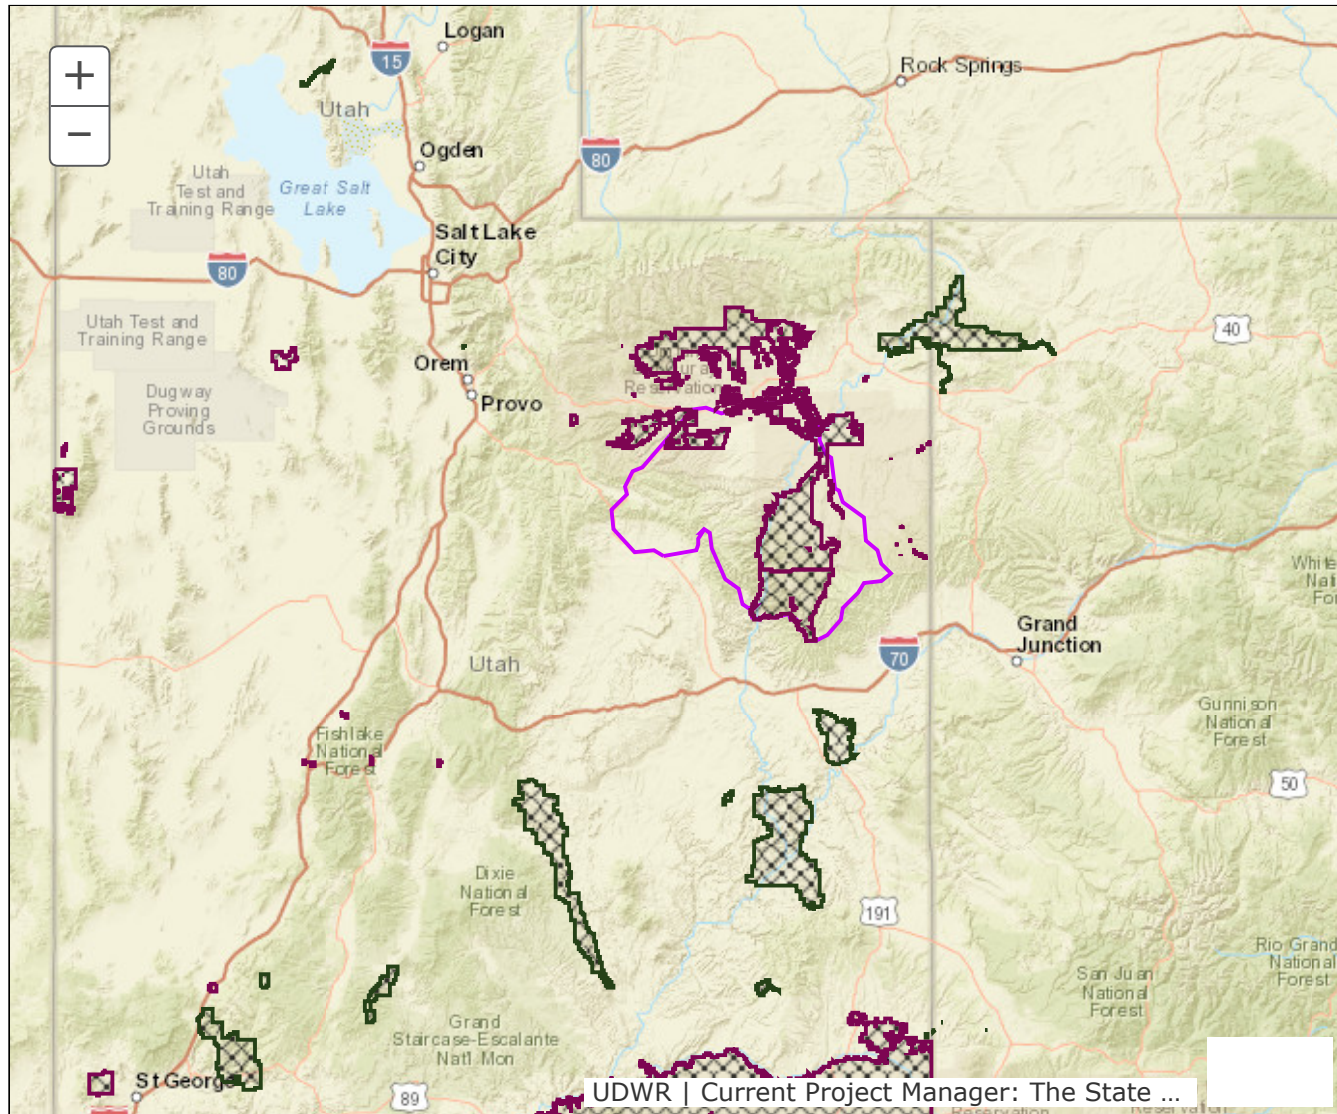 Logan
15
+
Rock Springs
Utah
−
Ogden
80
Utah
Test and
Training Range
Great Salt
Lake
Salt Lake
City
80
Utah Test and
Training Range
40
Orem
Dugway
Proving
Grounds
Provo
Grand
Junction
70
Utah
Gunnison
National
Forest
Fishlake
National
Forest
50
Dixie
National
Forest
191
Rio Grand
National
Forest
San Juan
National
Forest
Grand
Staircase-Escalante
Nat'l Mon
St George
89
UDWR | Current Project Manager: The State ...